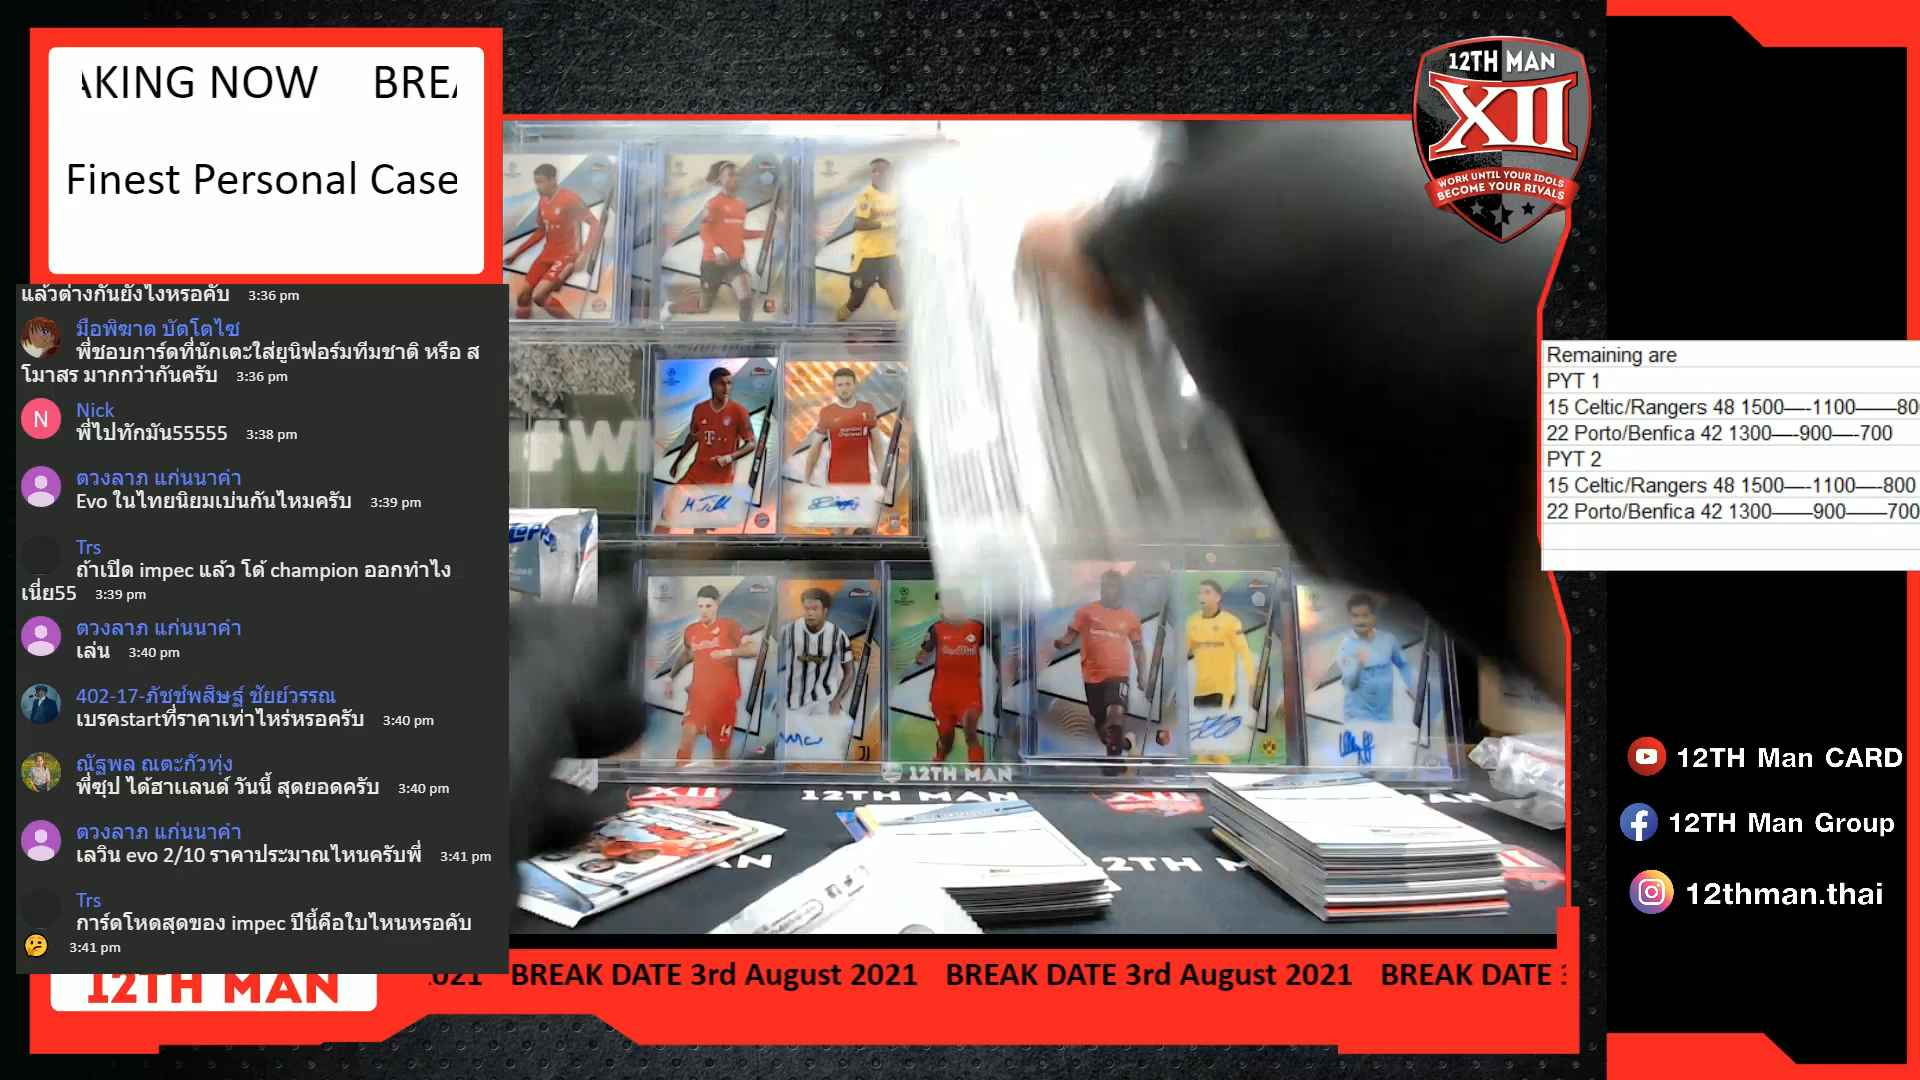 AKING NOW BREA
Finest Personal Case
แล้วต่างกันยังไงหรอคับ 3:36 pm
มือพิฆาต บัตโตไซ
พี่ชอบการ์ดที่นักเตะใส่ยูนิฟอร์มทีมชาติ หรือ ส
โมาสร มากกว่ากันครับ 3:36 pm
N
Nick
พี่ไปทักมัน55555 3:38 pm
ตวงลาภ แก่นนาคำ
Evo ในไทยนิยมเบ่นกันไหมครับ 3:39 pm
Trs
ถ้าเปิด impec แล้ว โด้ champion ออกทำไง
เนี่ย55 3:39 pm
ตวงลาภ แก่นนาคำ
เล่น 3:40 pm
402-17-ภัชช์พสิษฐ์ ชัยย์วรรณ
เบรคstartที่ราคาเท่าไหร่หรอครับ 3:40 pm
ณัฐพล ณตะกั่วทุ่ง
พี่ซุป ได้ฮาแลนด์ วันนี้ สุดยอดครับ 3:40 pm
ตวงลาภ แก่นนาคำ
เลวิน evo 2/10 ราคาประมาณไหนครับพี่ 3:41 pm
Trs
การ์ดโหดสุดของ impec ปีนี้คือใบไหนหรอคับ
3:41 pm
12TH MAN
.021 BREAK DATE 3rd August 2021 BREAK DATE 3rd August 2021 BREAK DATE
12TH MAN
XII
WORK UNTIL YOUR IDOLS
BECOME YOUR RIVALS
Remaining are
PYT 1
15 Celtic/Rangers 48 1500—-1100——80
22 Porto/Benfica 42 1300—-900—-700
PYT 2
15 Celtic/Rangers 48 1500—-1100—-800
22 Porto/Benfica 42 1300——900——700
12TH MAN
12TH MAN
12TH M
12TH Man CARD
12TH Man Group
12thman.thai